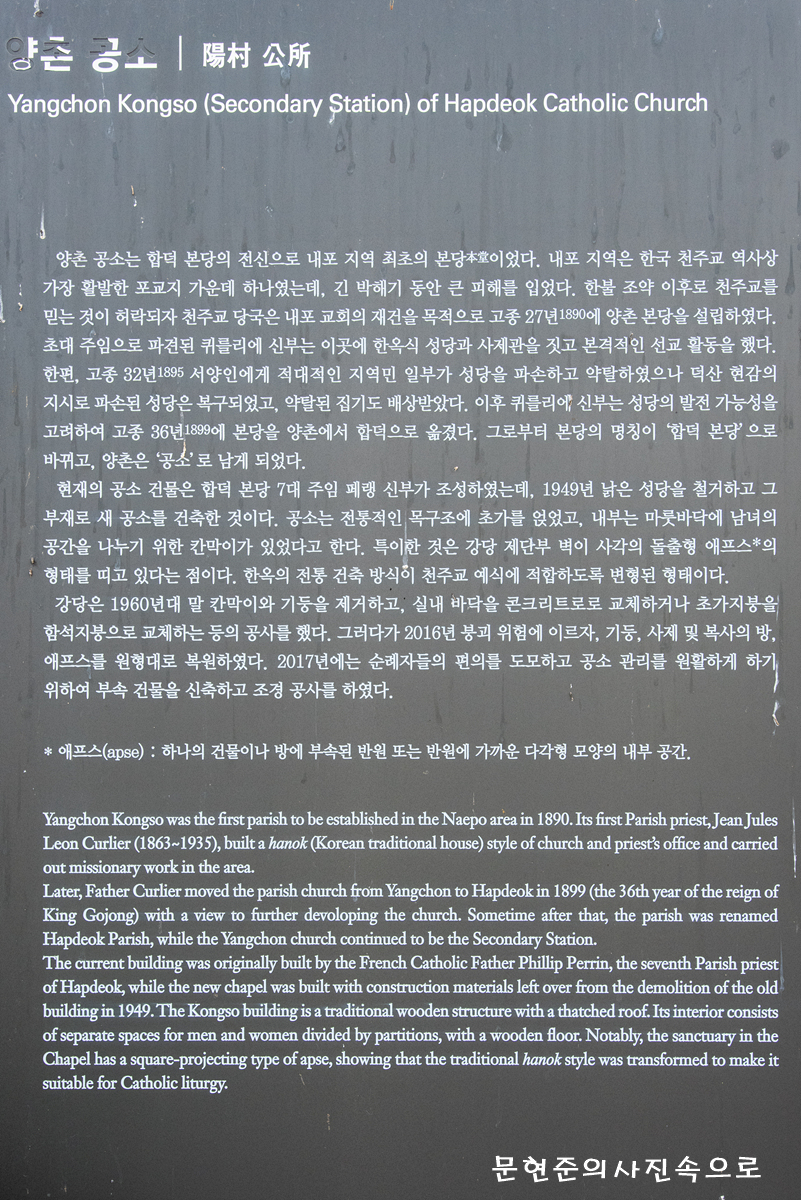 양촌 공소 | 陽村 公所
Yangchon Kongso (Secondary Station) of Hapdeok Catholic Church
양촌 공소는 합덕 본당의 전신으로 내포 지역 최초의 본당本堂이었다. 내포 지역은 한국 천주교 역사상
가장 활발한 포교지 가운데 하나였는데, 긴 박해기 동안 큰 피해를 입었다. 한불 조약 이후로 천주교를
믿는 것이 허락되자 천주교 당국은 내포 교회의 재건을 목적으로 고종 27년1890에 양촌 본당을 설립하였다.
초대 주임으로 파견된 퀴를리에 신부는 이곳에 한옥식 성당과 사제관을 짓고 본격적인 선교 활동을 했다.
한편, 고종 32년1895 서양인에게 적대적인 지역민 일부가 성당을 파손하고 약탈하였으나 덕산 현감의
지시로 파손된 성당은 복구되었고, 약탈된 집기도 배상받았다. 이후 퀴를리에 신부는 성당의 발전 가능성을
고려하여 고종 36년1899에 본당을 양촌에서 합덕으로 옮겼다. 그로부터 본당의 명칭이 ‘합덕 본당’으로
바뀌고, 양촌은 ‘공소’로 남게 되었다.
현재의 공소 건물은 합덕 본당 7대 주임 페랭 신부가 조성하였는데, 1949년 낡은 성당을 철거하고 그
부재로 새 공소를 건축한 것이다. 공소는 전통적인 목구조에 초가를 얹었고, 내부는 마룻바닥에 남녀의
공간을 나누기 위한 칸막이가 있었다고 한다. 특이한 것은 강당 제단부 벽이 사각의 돌출형 애프스*의
형태를 띠고 있다는 점이다. 한옥의 전통 건축 방식이 천주교 예식에 적합하도록 변형된 형태이다.
강당은 1960년대 말 칸막이와 기둥을 제거하고, 실내 바닥을 콘크리트로로 교체하거나 초가지붕을
함석지붕으로 교체하는 등의 공사를 했다. 그러다가 2016년 붕괴 위험에 이르자, 기둥, 사제 및 복사의 방,
애프스를 원형대로 복원하였다. 2017년에는 순례자들의 편의를 도모하고 공소 관리를 원활하게 하기
위하여 부속 건물을 신축하고 조경 공사를 하였다.
* 애프스(apse) : 하나의 건물이나 방에 부속된 반원 또는 반원에 가까운 다각형 모양의 내부 공간.
Yangchon Kongso was the first parish to be established in the Naepo area in 1890. Its first Parish priest, Jean Jules
Leon Curlier (1863~1935), built a hanok (Korean traditional house) style of church and priest’s office and carried
out missionary work in the area.
Later, Father Curlier moved the parish church from Yangchon to Hapdeok in 1899 (the 36th year of the reign of
King Gojong) with a view to further devoloping the church. Sometime after that, the parish was renamed
Hapdeok Parish, while the Yangchon church continued to be the Secondary Station.
The current building was originally built by the French Catholic Father Phillip Perrin, the seventh Parish priest
of Hapdeok, while the new chapel was built with construction materials left over from the demolition of the old
building in 1949. The Kongso building is a traditional wooden structure with a thatched roof. Its interior consists
of separate spaces for men and women divided by partitions, with a wooden floor. Notably, the sanctuary in the
Chapel has a square-projecting type of apse, showing that the traditional hanok style was transformed to make it
suitable for Catholic liturgy.
문현준의사진속으로